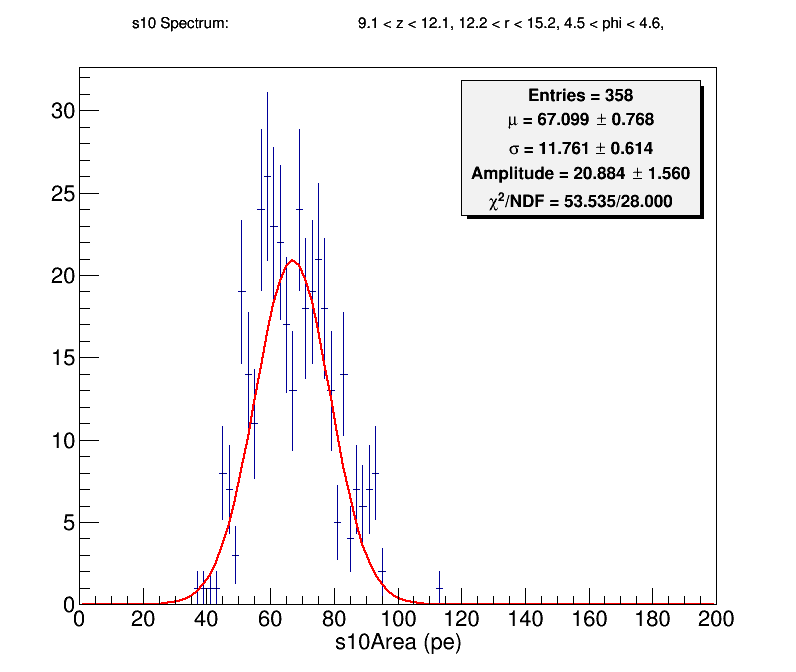 s10 Spectrum: 9.1 < z < 12.1, 12.2 < r < 15.2, 4.5 < phi < 4.6,
Entries = 358
μ = 67.099 ± 0.768
σ = 11.761 ± 0.614
Amplitude = 20.884 ± 1.560
χ²/NDF = 53.535/28.000
30
25
20
15
10
5
0
0 20 40 60 80 100 120 140 160 180 200
s10Area (pe)